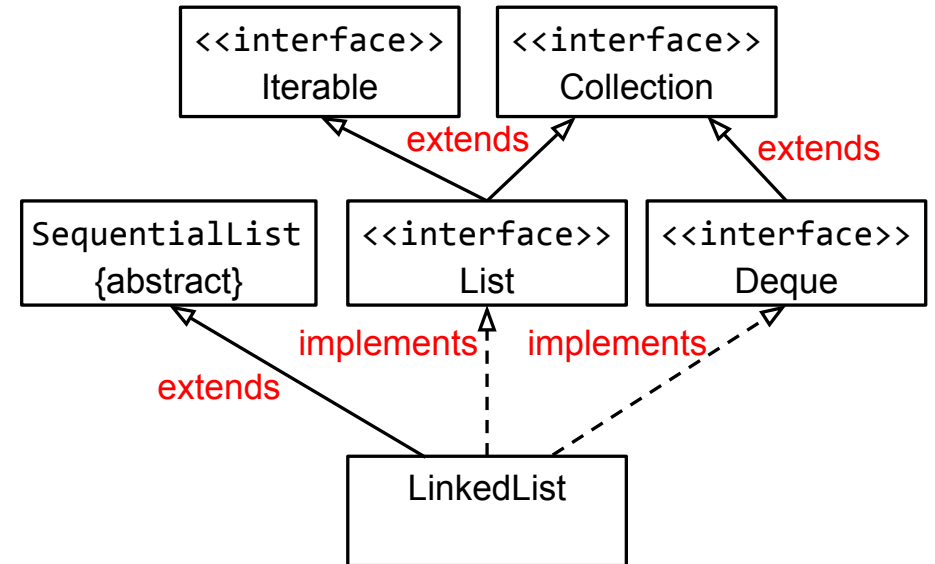 <<interface>>
Iterable
<<interface>>
Collection
extends
extends
SequentialList
{abstract}
<<interface>>
List
<<interface>>
Deque
implements
implements
extends
LinkedList